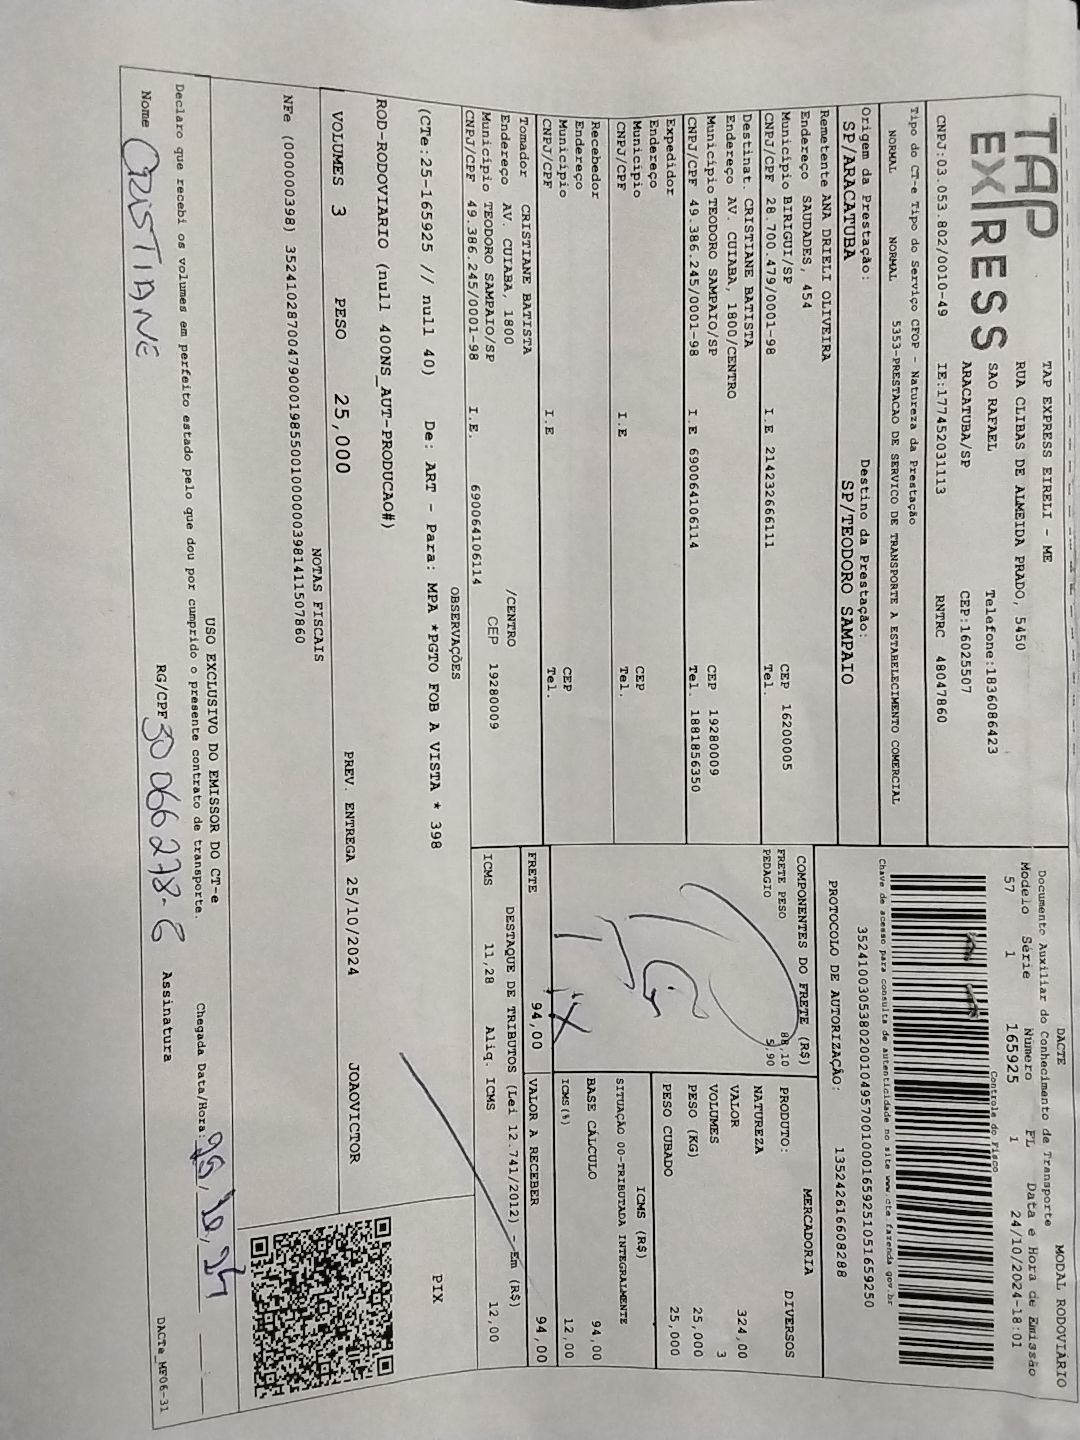 TAP EXPRESS
TAP EXPRESS EIRELI - ME
RUA CLIBAS DE ALMEIDA PRADO, 5450
SAO RAFAEL Telefone:1836086423
ARACATUBA/SP CEP:16025507
CNPJ:03.053.802/0010-49 IE:177452031113 RNTRC 48047860
Tipo do CT-e Tipo do Serviço CFOP - Natureza da Prestação
NORMAL NORMAL 5353-PRESTACAO DE SERVICO DE TRANSPORTE A ESTABELECIMENTO COMERCIAL
Origem da Prestação: Destino da Prestação:
SP/ARACATUBA SP/TEODORO SAMPAIO
DACTE MODAL RODOVIÁRIO
Documento Auxiliar do Conhecimento de Transporte
Modelo Série Número FL Data e Hora de Emissão
57 1 165925 1 24/10/2024-18:01
Controle do Fisco
Chave de acesso para consulta de autenticidade no site www.cte.fazenda.gov.br
35241003053802001049570010001659251051659250
PROTOCOLO DE AUTORIZAÇÃO: 135242616608288
Remetente ANA DRIELI OLIVEIRA
Endereço SAUDADES, 454
Município BIRIGUI/SP CEP 16200005
CNPJ/CPF 28.700.479/0001-98 I.E 214232666111 Tel.
Destinat. CRISTIANE BATISTA
Endereço AV. CUIABA, 1800/CENTRO
Município TEODORO SAMPAIO/SP CEP 19280009
CNPJ/CPF 49.386.245/0001-98 I.E 690064106114 Tel. 1881856350
Expedidor
Endereço
Município CEP
CNPJ/CPF I.E Tel.
Recebedor
Endereço
Município CEP
CNPJ/CPF I.E Tel.
Tomador CRISTIANE BATISTA
Endereço AV. CUIABA, 1800 /CENTRO
Município TEODORO SAMPAIO/SP CEP 19280009
CNPJ/CPF 49.386.245/0001-98 I.E. 690064106114
COMPONENTES DO FRETE (R$)
FRETE PESO 88,10
PEDAGIO 5,90
FRETE 94,00
MERCADORIA
PRODUTO: DIVERSOS
NATUREZA
VALOR 324,00
VOLUMES 3
PESO (KG) 25,000
PESO CUBADO 25,000
ICMS (R$)
SITUAÇÃO 00-TRIBUTADA INTEGRALMENTE
BASE CÁLCULO 94,00
ICMS(%) 12,00
VALOR A RECEBER 94,00
DESTAQUE DE TRIBUTOS (Lei 12.741/2012) - Em (R$)
ICMS 11,28 Aliq. ICMS 12,00
OBSERVAÇÕES
(CTe:25-165925 // null 40) De: ART - Para: MPA *PGTO FOB A VISTA * 398
ROD-RODOVIARIO (null 400NS_AUT-PRODUCAO#)
PIX
VOLUMES 3 PESO 25,000 PREV. ENTREGA 25/10/2024 JOAOVICTOR
NOTAS FISCAIS
NFe (000000398) 35241028700479000198550010000003981411507860
USO EXCLUSIVO DO EMISSOR DO CT-e
Declaro que recebi os volumes em perfeito estado pelo que dou por cumprido o presente contrato de transporte.
Chegada Data/Hora:
Nome CRISTIANE RG/CPF 30066278-6 Assinatura
DACTe_MF06-31